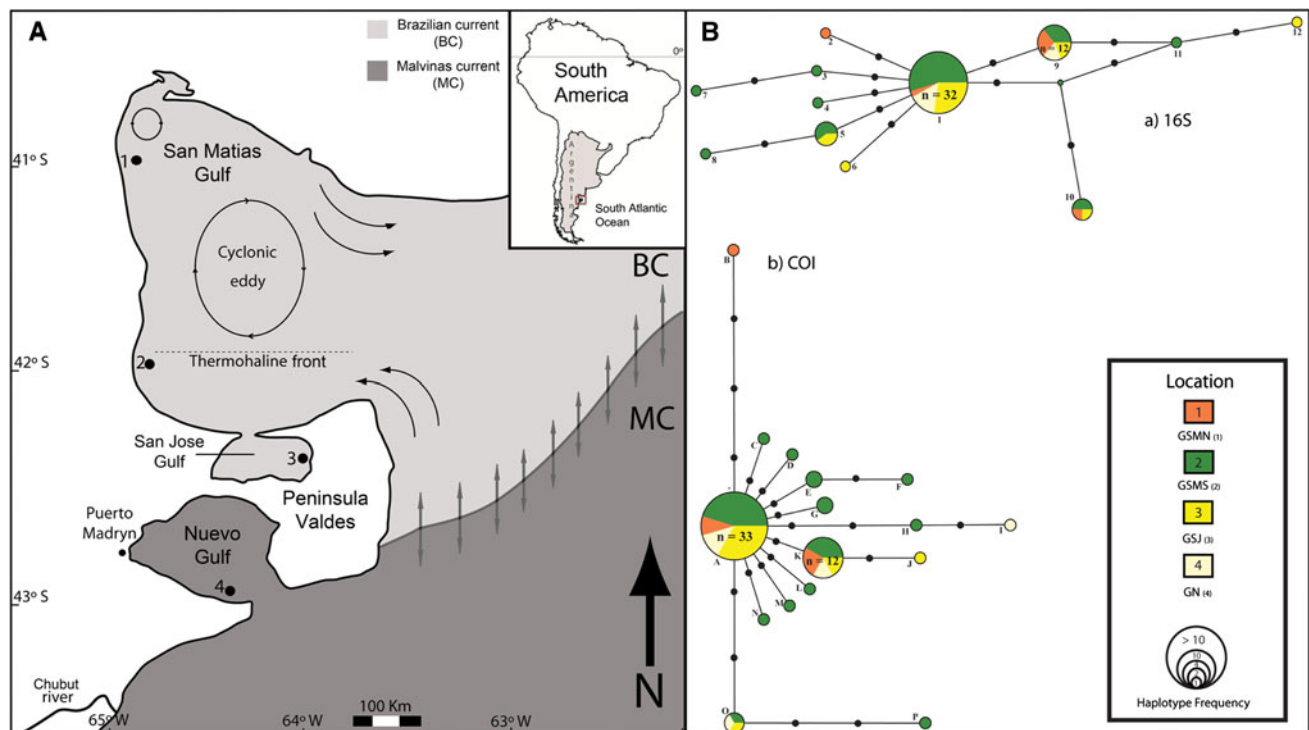 A
Brazilian current
(BC)
Malvinas current
(MC)
0°
South
America
Argentina
South Atlantic
Ocean
41°S
42°S
43°S
1
San Matias
Gulf
Cyclonic
eddy
BC
2
Thermohaline front
MC
San Jose
Gulf
3
Peninsula
Valdes
Puerto
Madryn
Nuevo
Gulf
4
N
Chubut
river
65°W
64°W
100 Km
63°W
B
2
n = 12
9
11
12
3
7
4
n = 32
1
5
8
6
10
a) 16S
B
b) COI
C
D
E
F
G
H
I
n = 33
A
K
n = 12
J
L
M
N
O
P
Location
1
GSMN (1)
2
GSMS (2)
3
GSJ (3)
4
GN (4)
> 10
10
Haplotype Frequency